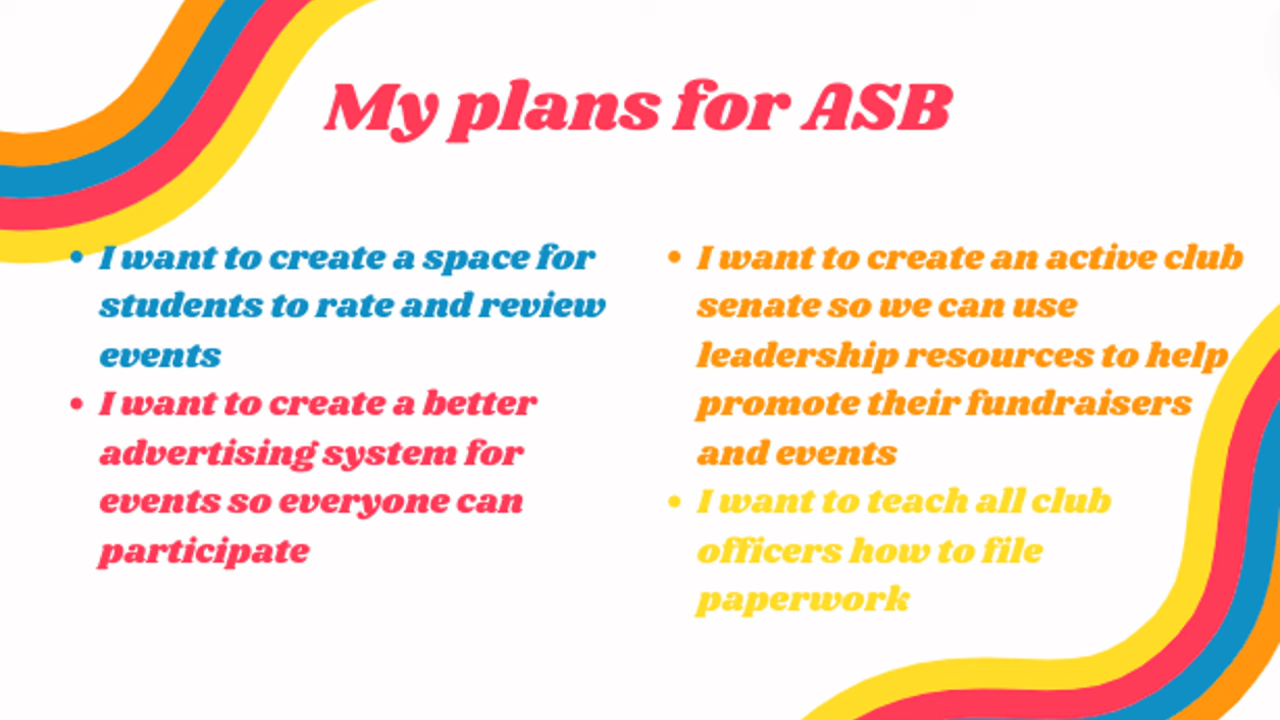 My plans for ASB
• I want to create a space for
students to rate and review
events
• I want to create a better
advertising system for
events so everyone can
participate
• I want to create an active club
senate so we can use
leadership resources to help
promote their fundraisers
and events
• I want to teach all club
officers how to file
paperwork